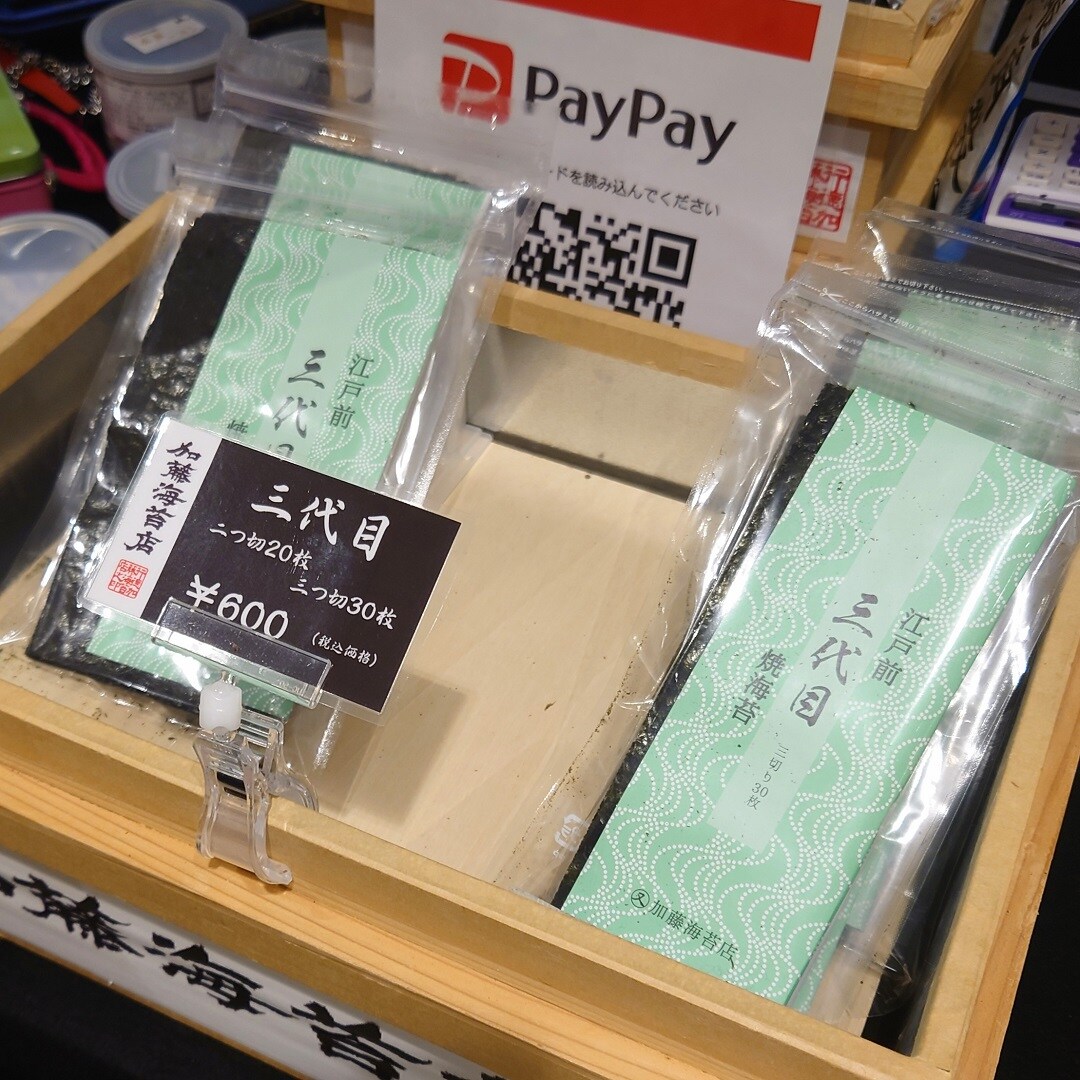 PayPay
ドを読み込んでください
江戸前
三代目
加藤海苔店
三代目
二つ切20枚
三つ切30枚
¥600
(税込価格)
江戸前
三代目
焼海苔
三切り30枚
又加藤海苔店
加藤海苔